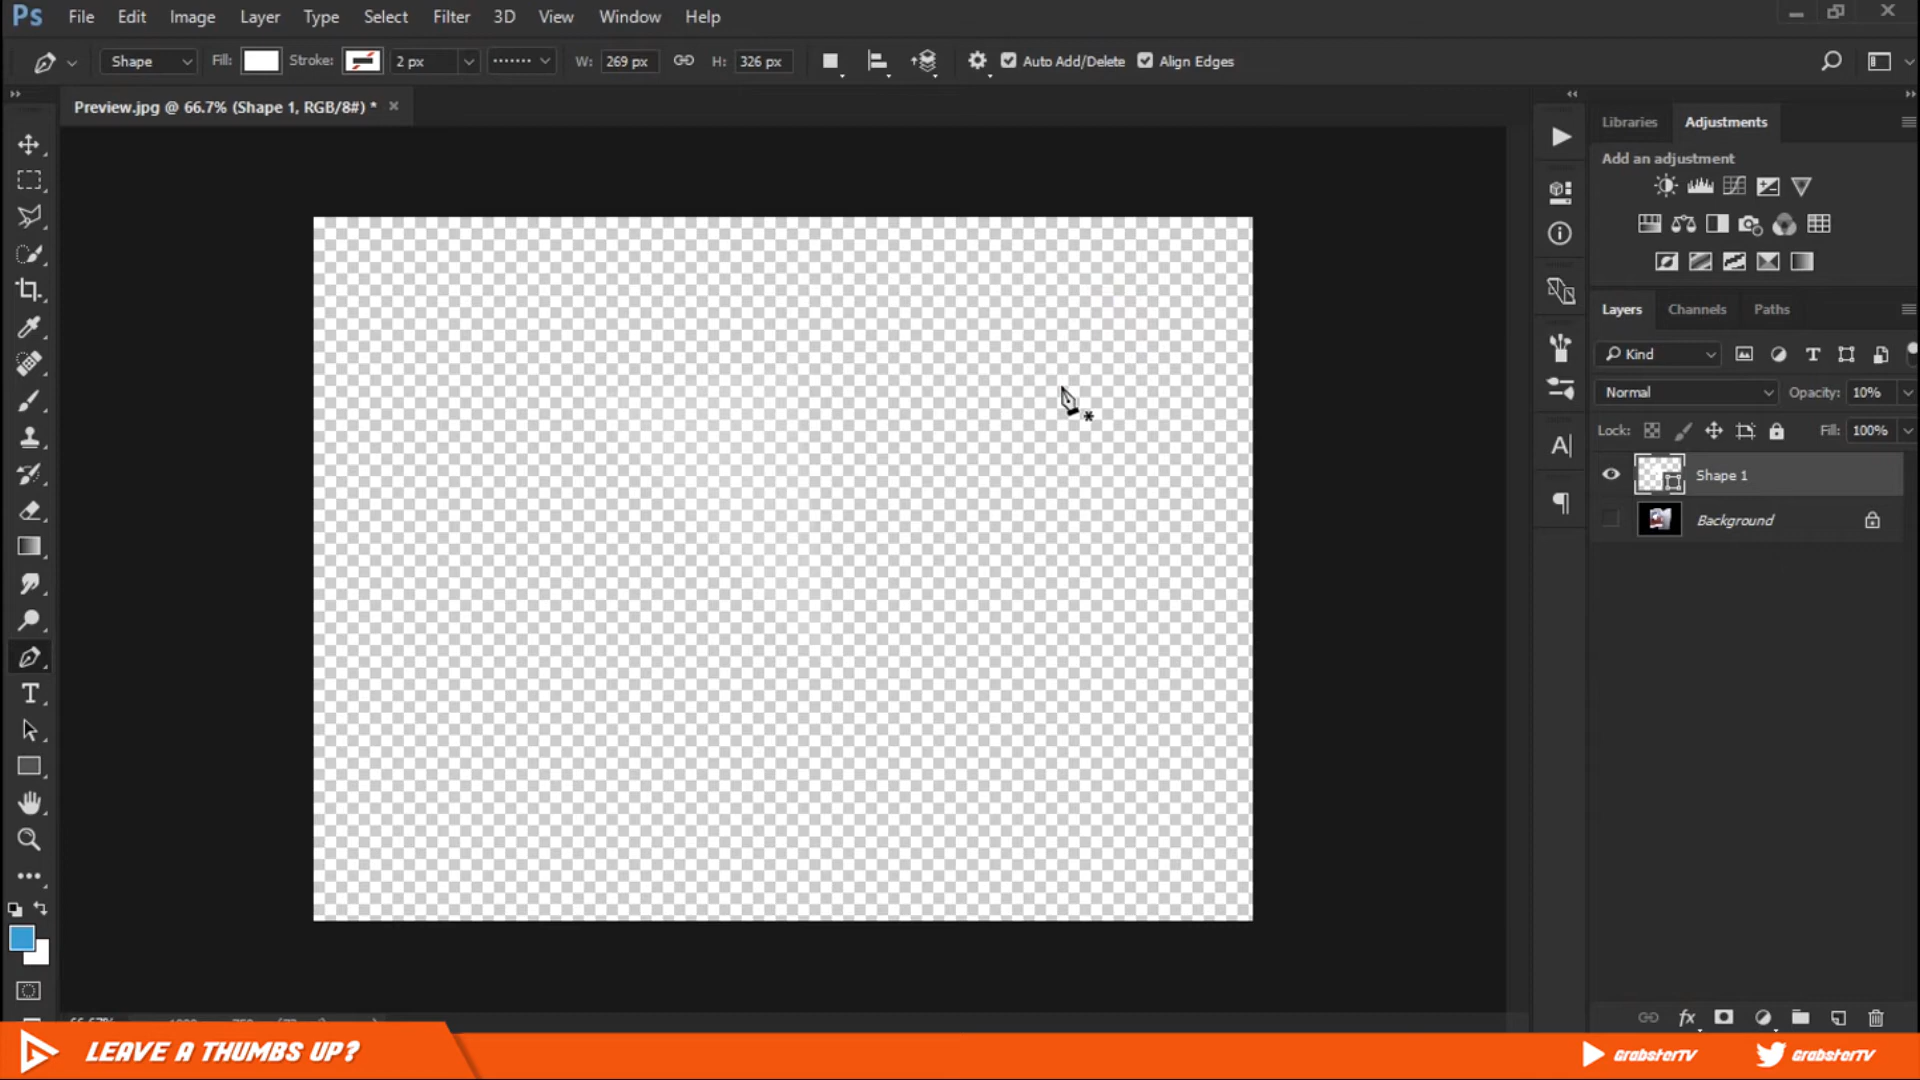 Ps File Edit Image Layer Type Select Filter 3D View Window Help
Shape Fill: Stroke: 2 px W: 269 px H: 326 px Auto Add/Delete Align Edges
Preview.jpg @ 66.7% (Shape 1, RGB/8#) *
Libraries Adjustments
Add an adjustment
Layers Channels Paths
Kind
Normal Opacity: 10%
Lock: Fill: 100%
Shape 1
Background
LEAVE A THUMBS UP?
GrabsterTV GrabsterTV